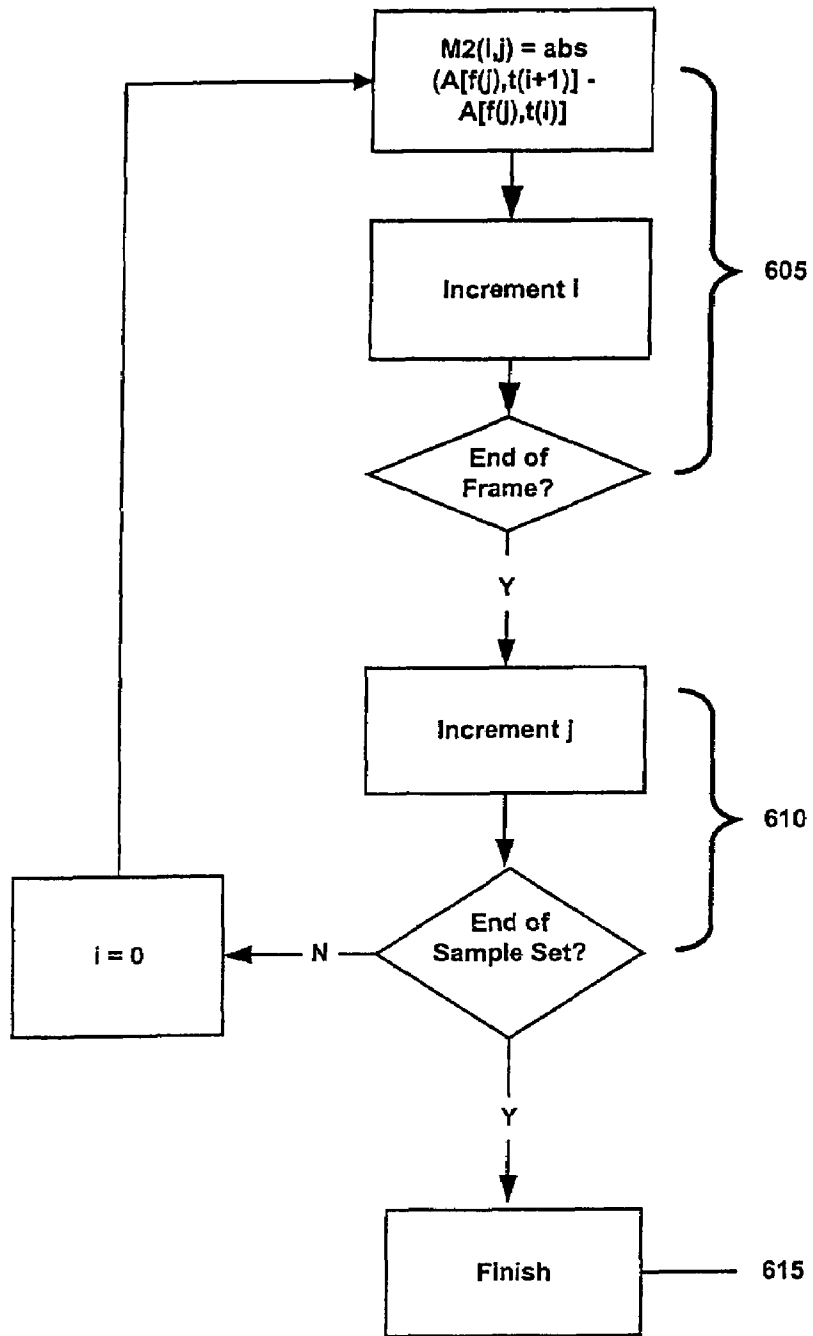 M2(i,j) = abs
(A[f(j),t(i+1)] -
A[f(j),t(i)]
605
Increment i
End of
Frame?
Y
Increment j
610
End of
Sample Set?
N
i = 0
Y
Finish
615